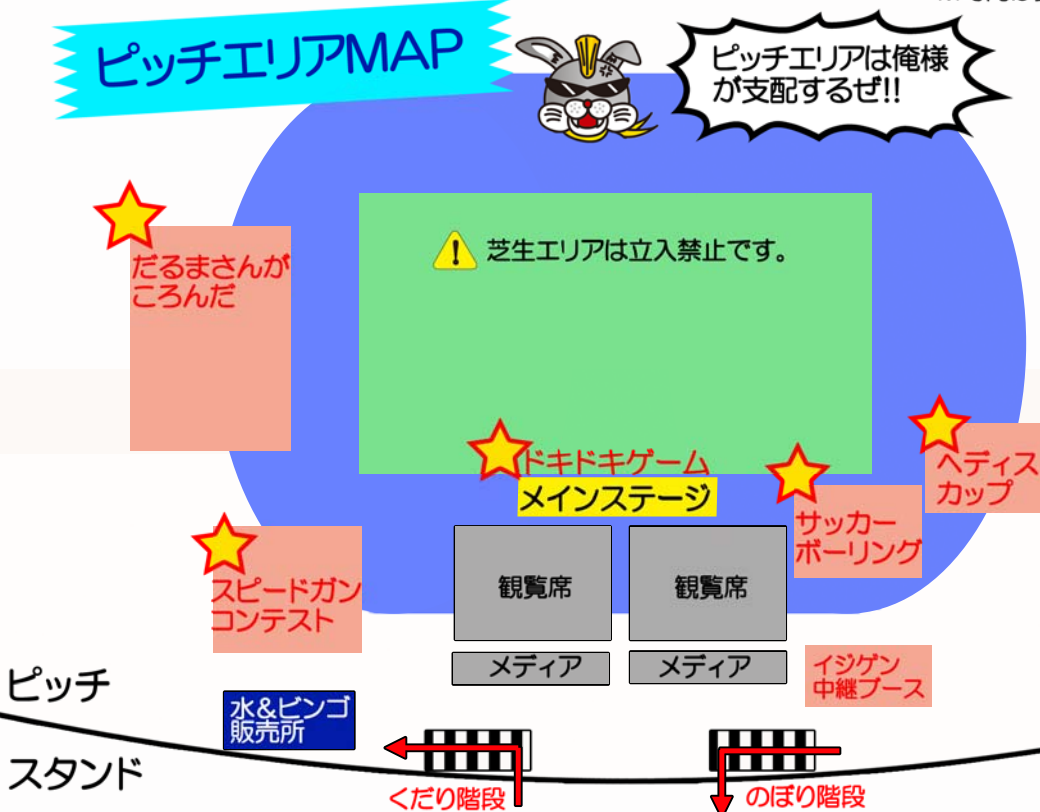 ピッチエリアMAP
ピッチエリアは俺様
が支配するぜ!!
芝生エリアは立入禁止です。
だるまさんが
ころんだ
ドキドキゲーム
メインステージ
ヘディス
カップ
サッカー
ボーリング
スピードガン
コンテスト
観覧席
観覧席
メディア
メディア
イジゲン
中継ブース
ピッチ
水&ビンゴ
販売所
スタンド
くだり階段
のぼり階段